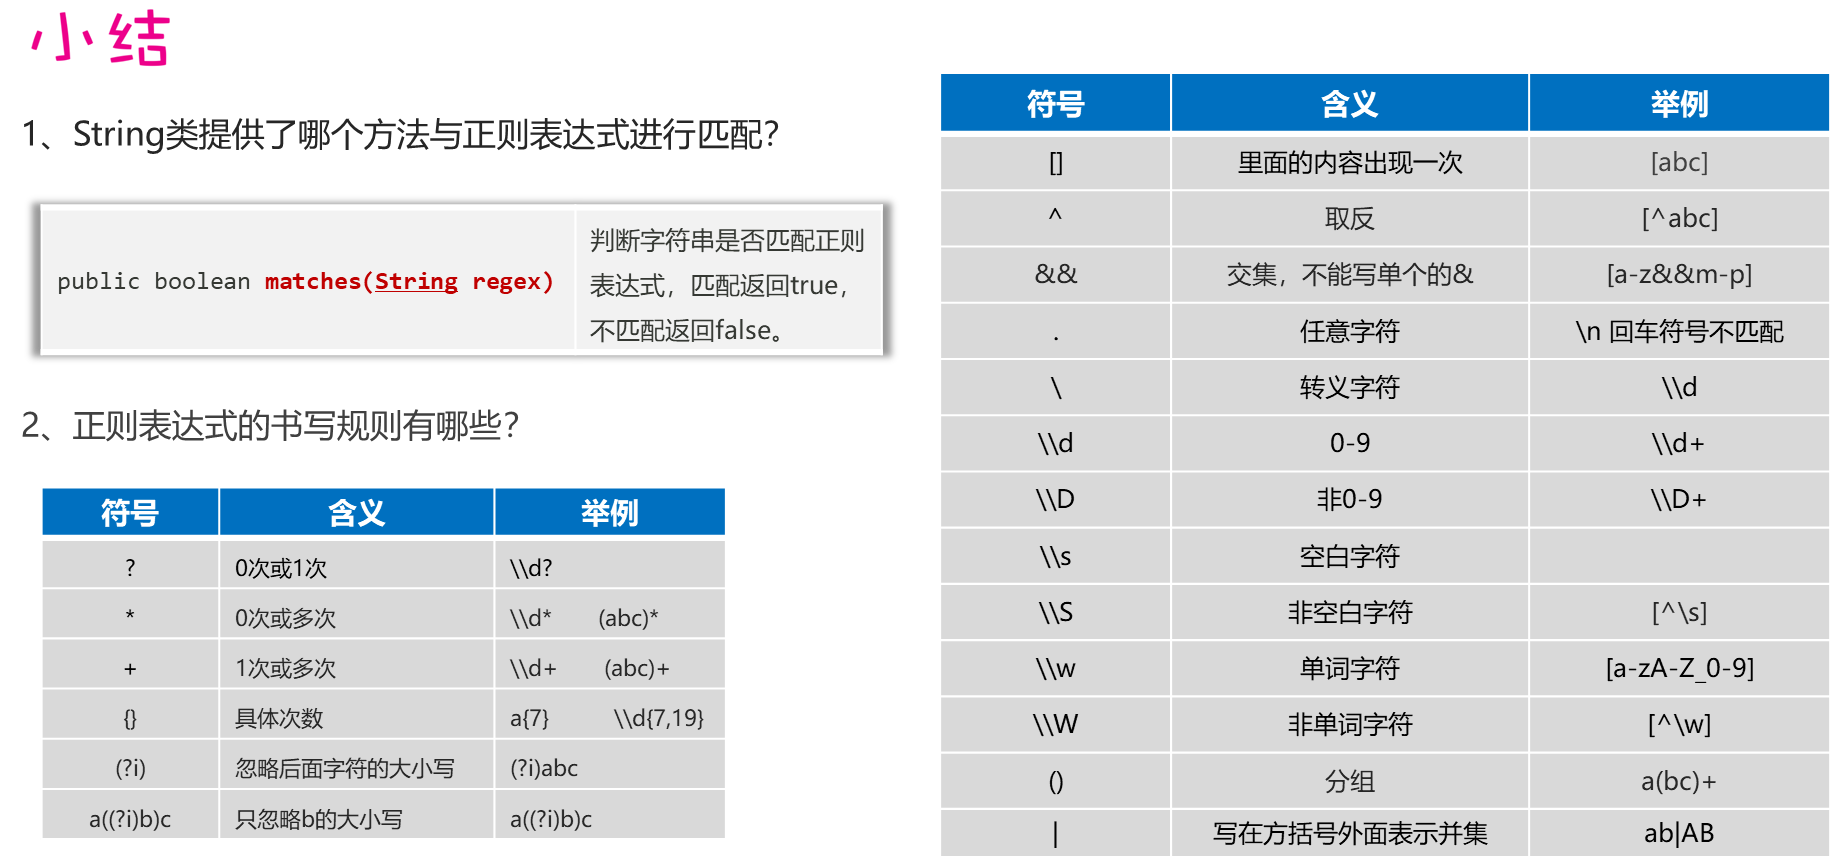 小结
1、String类提供了哪个方法与正则表达式进行匹配?
public boolean matches(String regex)
判断字符串是否匹配正则
表达式，匹配返回true，
不匹配返回false。
2、正则表达式的书写规则有哪些?
符号 含义 举例
? 0次或1次 \\d?
* 0次或多次 \\d* (abc)*
+ 1次或多次 \\d+ (abc)+
{} 具体次数 a{7} \\d{7,19}
(?i) 忽略后面字符的大小写 (?i)abc
a((?i)b)c 只忽略b的大小写 a((?i)b)c
符号 含义 举例
[] 里面的内容出现一次 [abc]
^ 取反 [^abc]
&& 交集，不能写单个的& [a-z&&m-p]
. 任意字符 \n 回车符号不匹配
\ 转义字符 \\d
\\d 0-9 \\d+
\\D 非0-9 \\D+
\\s 空白字符
\\S 非空白字符 [^\s]
\\w 单词字符 [a-zA-Z_0-9]
\\W 非单词字符 [^\w]
() 分组 a(bc)+
| 写在方括号外面表示并集 ab|AB